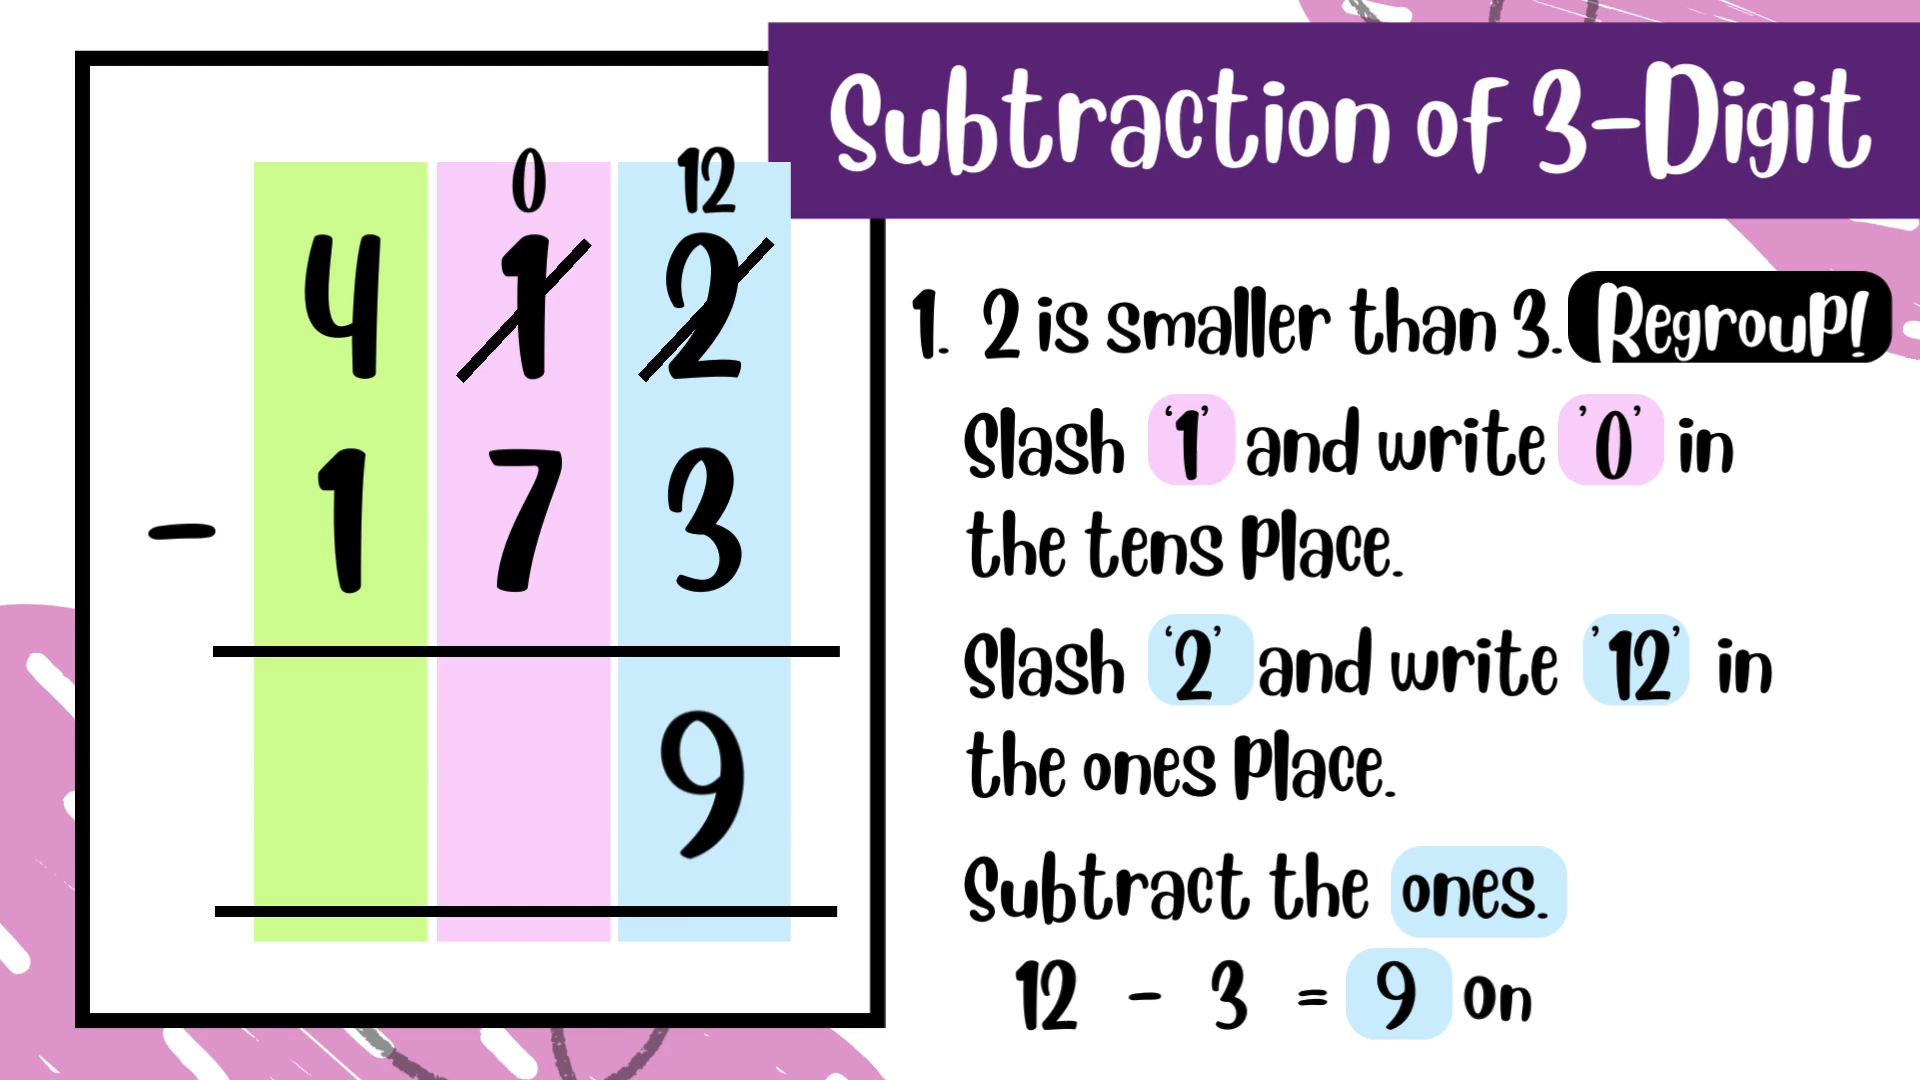 Subtraction of 3-Digit
0 12
4 1 2
- 1 7 3
9
1. 2 is smaller than 3. Regroup!
Slash ‘1’ and write ’0’ in
the tens place.
Slash ‘2’ and write ’12’ in
the ones place.
Subtract the ones.
12 - 3 = 9 on